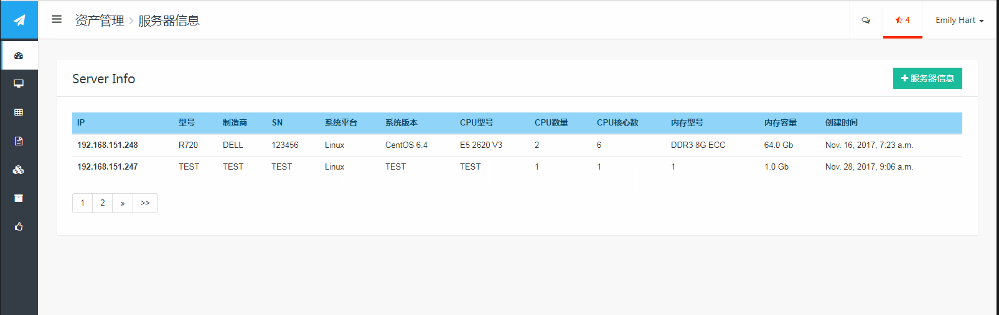 资产管理 > 服务器信息
4
Emily Hart
Server Info
+ 服务器信息
IP 型号 制造商 SN 系统平台 系统版本 CPU型号 CPU数量 CPU核心数 内存型号 内存容量 创建时间
192.168.151.248 R720 DELL 123456 Linux CentOS 6.4 E5 2620 V3 2 6 DDR3 8G ECC 64.0 Gb Nov. 16, 2017, 7:23 a.m.
192.168.151.247 TEST TEST TEST Linux TEST TEST 1 1 1 1.0 Gb Nov. 28, 2017, 9:06 a.m.
1 2 » >>